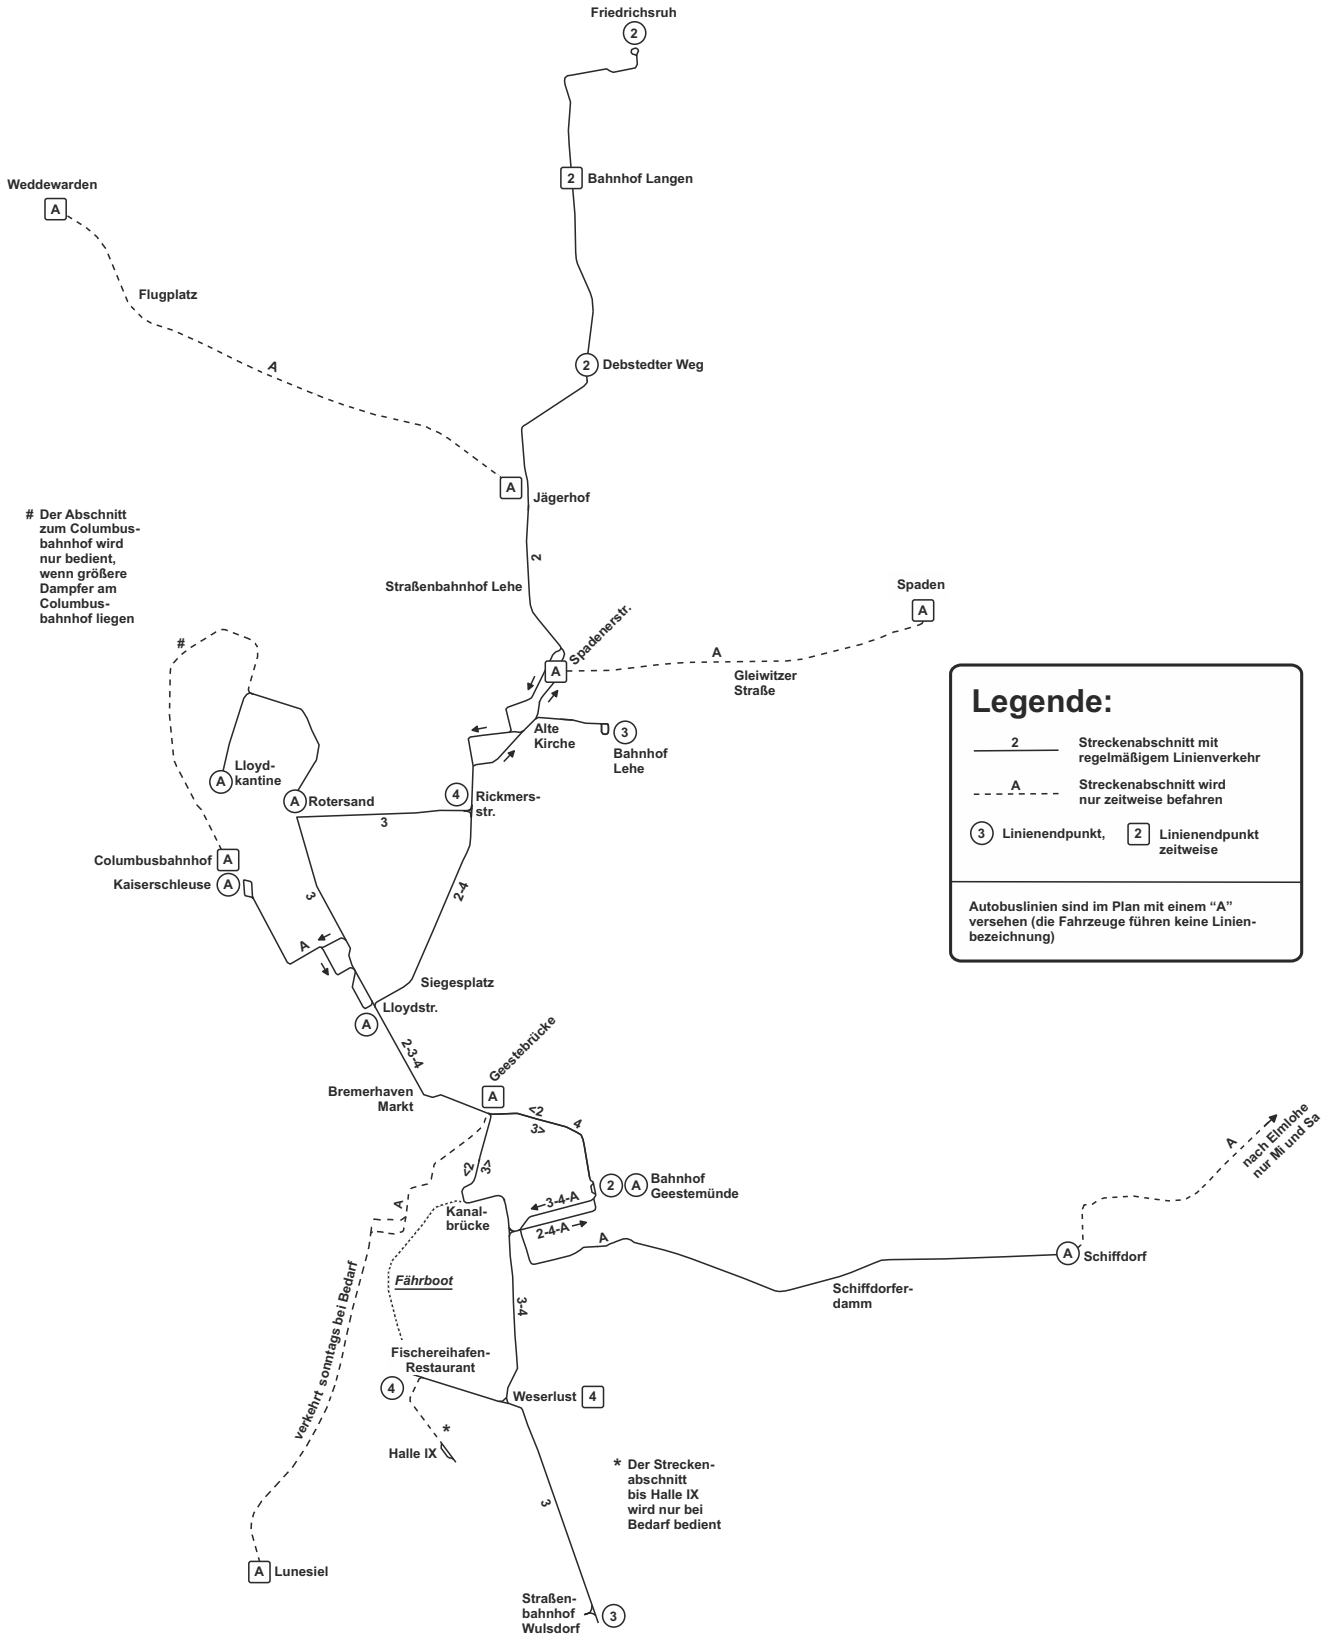 Friedrichsruh
2
2
Bahnhof Langen
Weddewarden
A
Flugplatz
A
2
Debstedter Weg
A
Jägerhof
2
Straßenbahnhof Lehe
# Der Abschnitt
zum Columbus-
bahnhof wird
nur bedient,
wenn größere
Dampfer am
Columbus-
bahnhof liegen
#
Spadenerstr.
A
A
Gleiwitzer
Straße
Spaden
A
Alte
Kirche
3
Bahnhof
Lehe
Lloyd-
kantine
A
A
Rotersand
4
Rickmers-
str.
3
Columbusbahnhof
A
Kaiserschleuse
A
3
2-4
A
Siegesplatz
Lloydstr.
A
2-3-4
Bremerhaven
Markt
Geestebrücke
A
<2
3>
4
<2
3>
2
A
Bahnhof
Geestemünde
Kanal-
brücke
3-4-A
2-4-A
A
A
Schiffdorf
Schiffdorfer-
damm
A
nach Elmlohe
nur Mi und Sa
A
verkehrt sonntags bei Bedarf
Fährboot
3-4
Fischereihafen-
Restaurant
4
Weserlust
4
*
Halle IX
* Der Strecken-
abschnitt
bis Halle IX
wird nur bei
Bedarf bedient
3
A
Lunesiel
Straßen-
bahnhof
Wulsdorf
3
Legende:
2
Streckenabschnitt mit
regelmäßigem Linienverkehr
A
Streckenabschnitt wird
nur zeitweise befahren
3
Linienendpunkt,
2
Linienendpunkt
zeitweise
Autobuslinien sind im Plan mit einem “A”
versehen (die Fahrzeuge führen keine Linien-
bezeichnung)